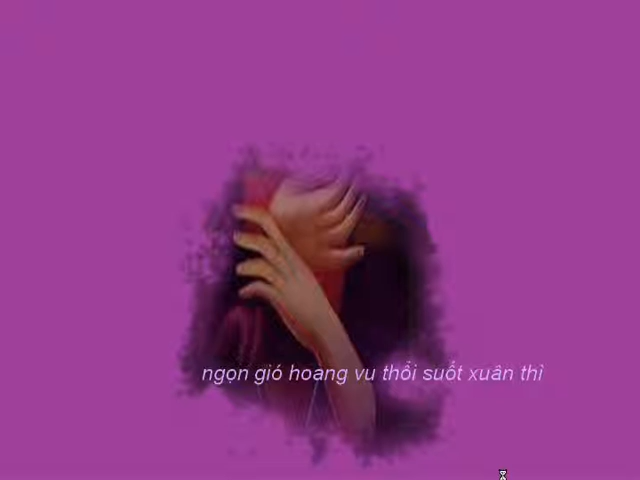 ngọn gió hoang vu thổi suốt xuân thì